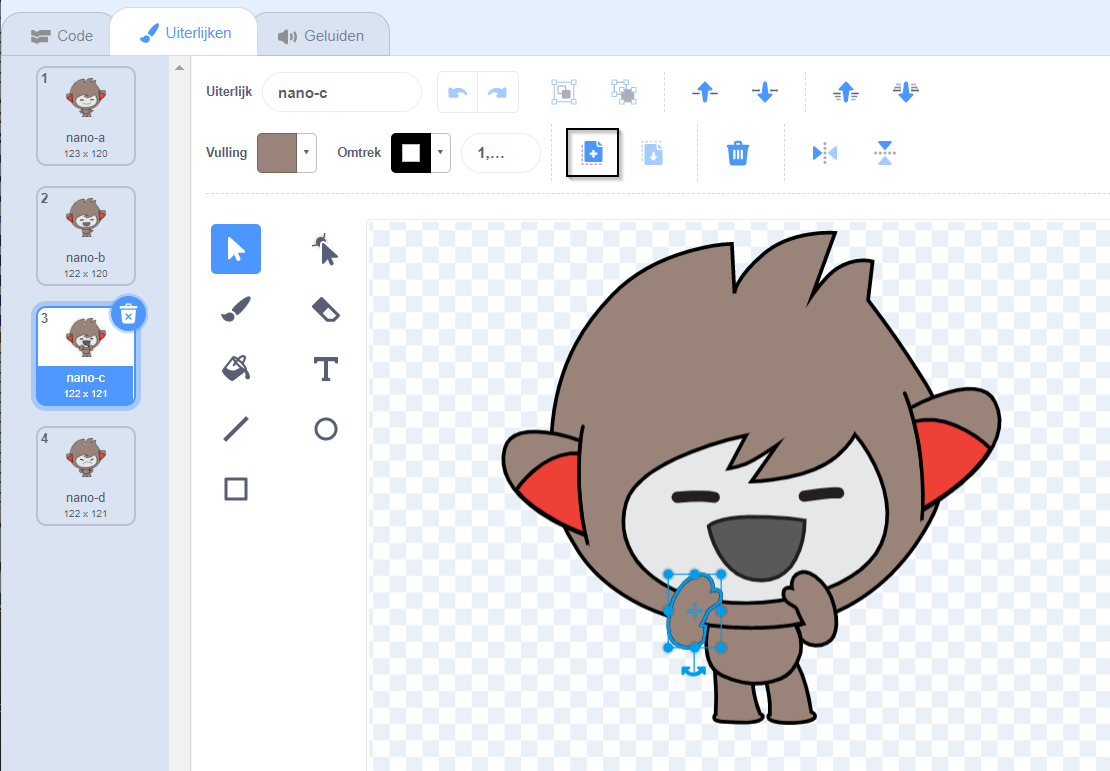 Code
Uiterlijken
Geluiden
1
nano-a
123 x 120
2
nano-b
122 x 120
3
nano-c
122 x 121
4
nano-d
122 x 121
Uiterlijk
nano-c
Vulling
Omtrek
1,...
T